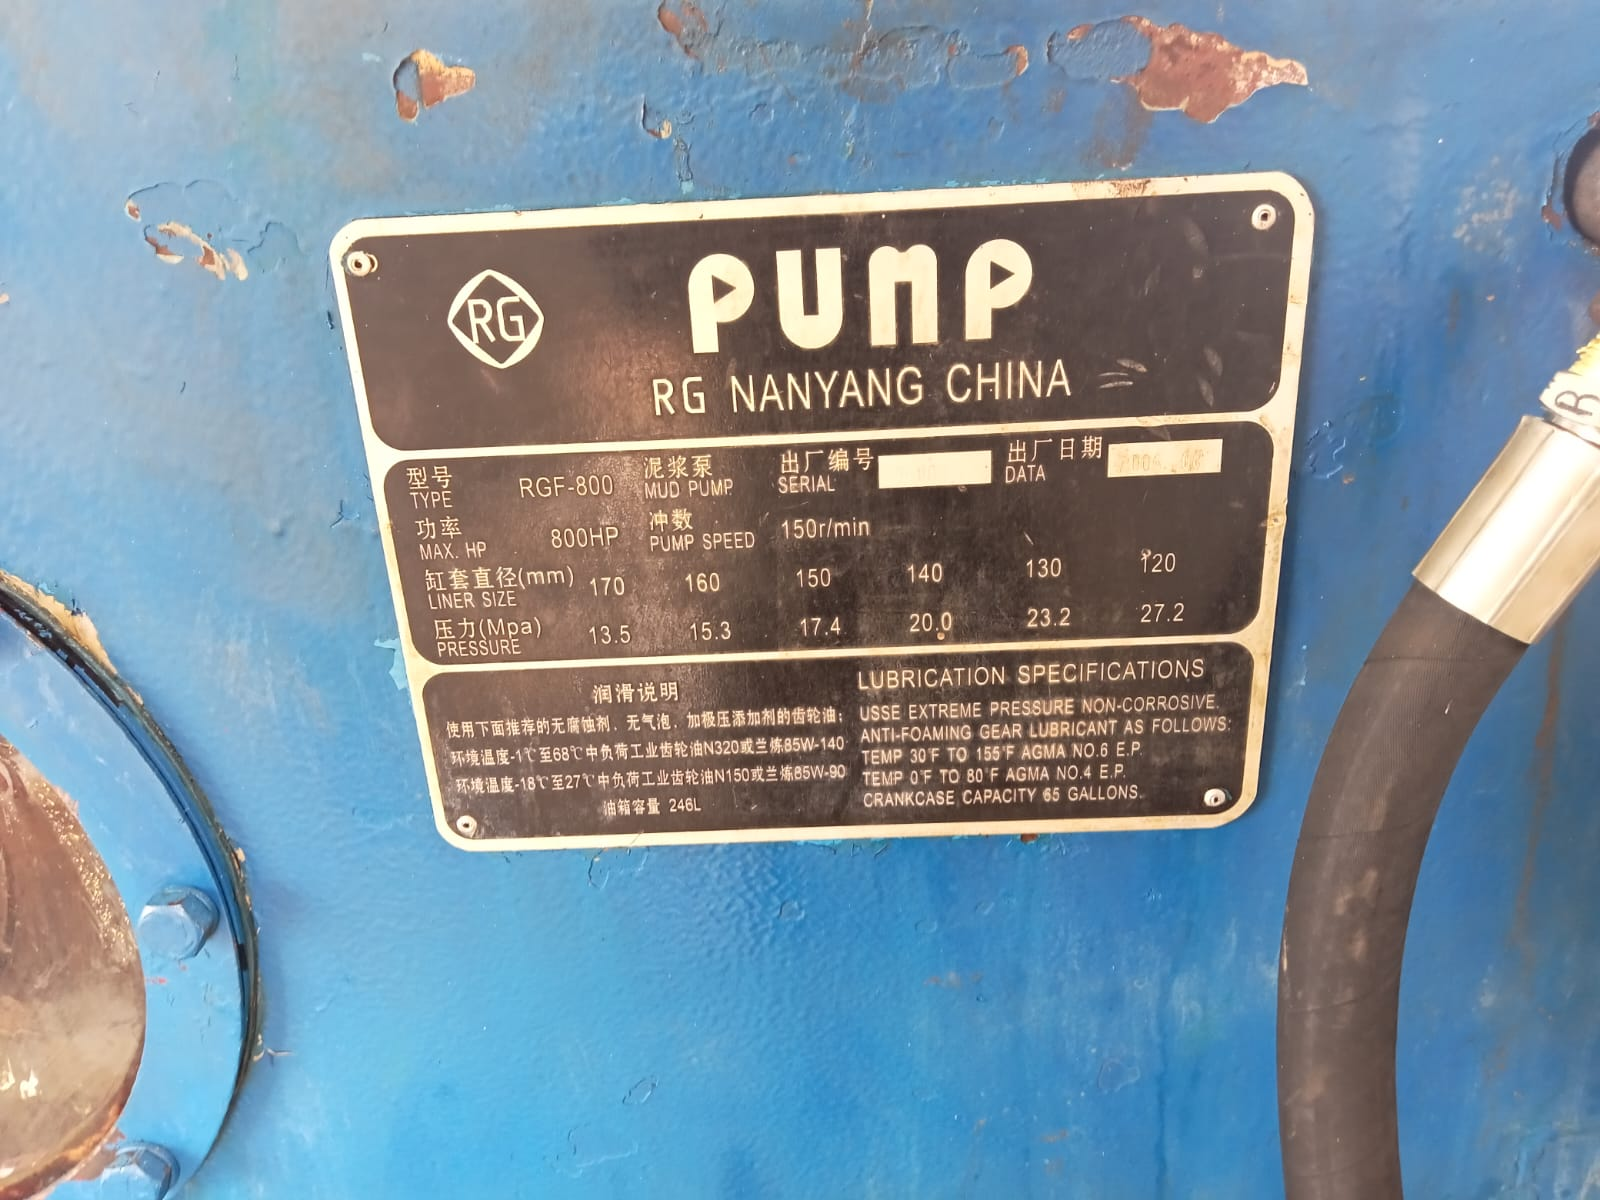 RG
PUMP
RG NANYANG CHINA
型号 RGF-800 泥浆泵 出厂编号 出厂日期
TYPE MUD PUMP SERIAL DATA
功率 800HP 冲数 150r/min
MAX. HP PUMP SPEED
缸套直径(mm) 170 160 150 140 130 120
LINER SIZE
压力(Mpa) 13.5 15.3 17.4 20.0 23.2 27.2
PRESSURE
润滑说明
使用下面推荐的无腐蚀剂、无气泡、加极压添加剂的齿轮油;
环境温度-1℃至68℃中负荷工业齿轮油N320或兰炼85W-140
环境温度-18℃至27℃中负荷工业齿轮油N150或兰炼85W-90
油箱容量 246L
LUBRICATION SPECIFICATIONS
USSE EXTREME PRESSURE NON-CORROSIVE.
ANTI-FOAMING GEAR LUBRICANT AS FOLLOWS:
TEMP 30°F TO 155°F AGMA NO.6 E.P.
TEMP 0°F TO 80°F AGMA NO.4 E.P.
CRANKCASE CAPACITY 65 GALLONS.
B